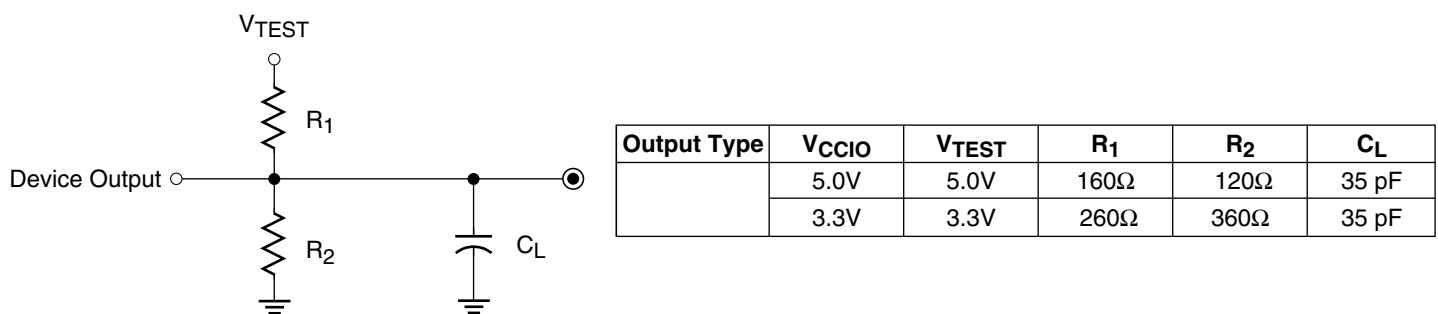 VTEST
R1
Device Output
R2
CL
Output Type VCCIO VTEST R1 R2 CL
5.0V 5.0V 160Ω 120Ω 35 pF
3.3V 3.3V 260Ω 360Ω 35 pF